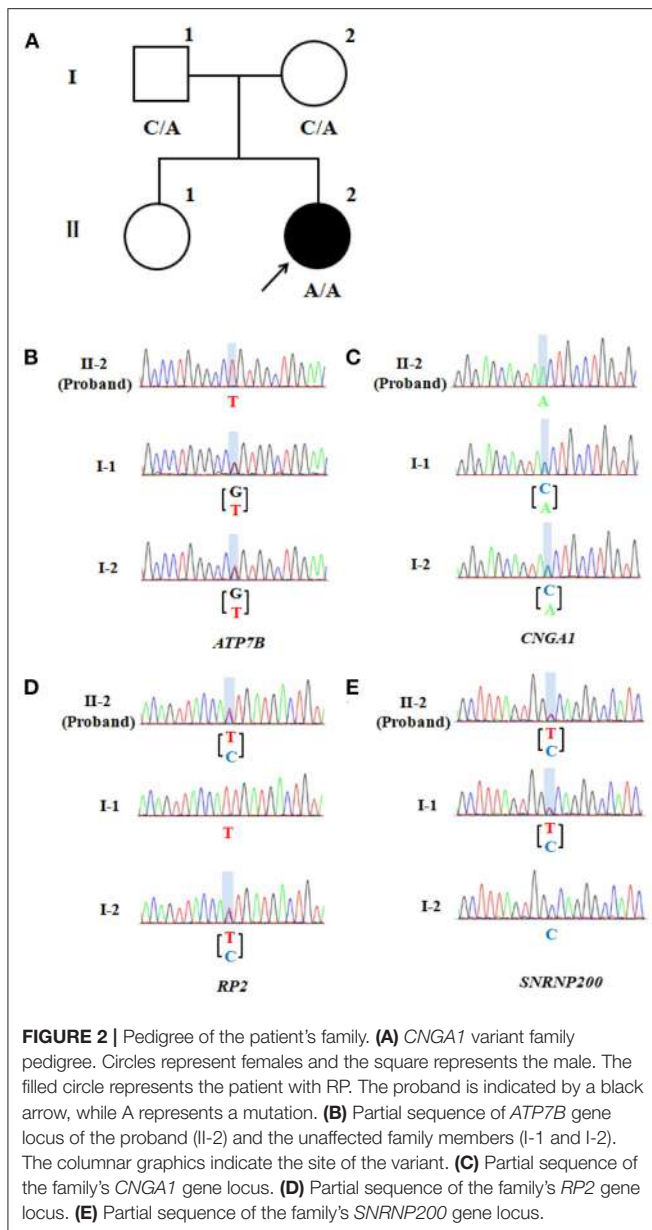 A
1
2
I
C/A
C/A
1
2
II
A/A
B
II-2
(Proband)
T
I-1
[G
T]
I-2
[G
T]
ATP7B
C
II-2
(Proband)
A
I-1
[C
A]
I-2
[C
A]
CNGA1
D
II-2
(Proband)
[T
C]
I-1
T
I-2
[T
C]
RP2
E
II-2
(Proband)
[T
C]
I-1
[T
C]
I-2
C
SNRNP200
FIGURE 2 | Pedigree of the patient's family. (A) CNGA1 variant family
pedigree. Circles represent females and the square represents the male. The
filled circle represents the patient with RP. The proband is indicated by a black
arrow, while A represents a mutation. (B) Partial sequence of ATP7B gene
locus of the proband (II-2) and the unaffected family members (I-1 and I-2).
The columnar graphics indicate the site of the variant. (C) Partial sequence of
the family's CNGA1 gene locus. (D) Partial sequence of the family's RP2 gene
locus. (E) Partial sequence of the family's SNRNP200 gene locus.